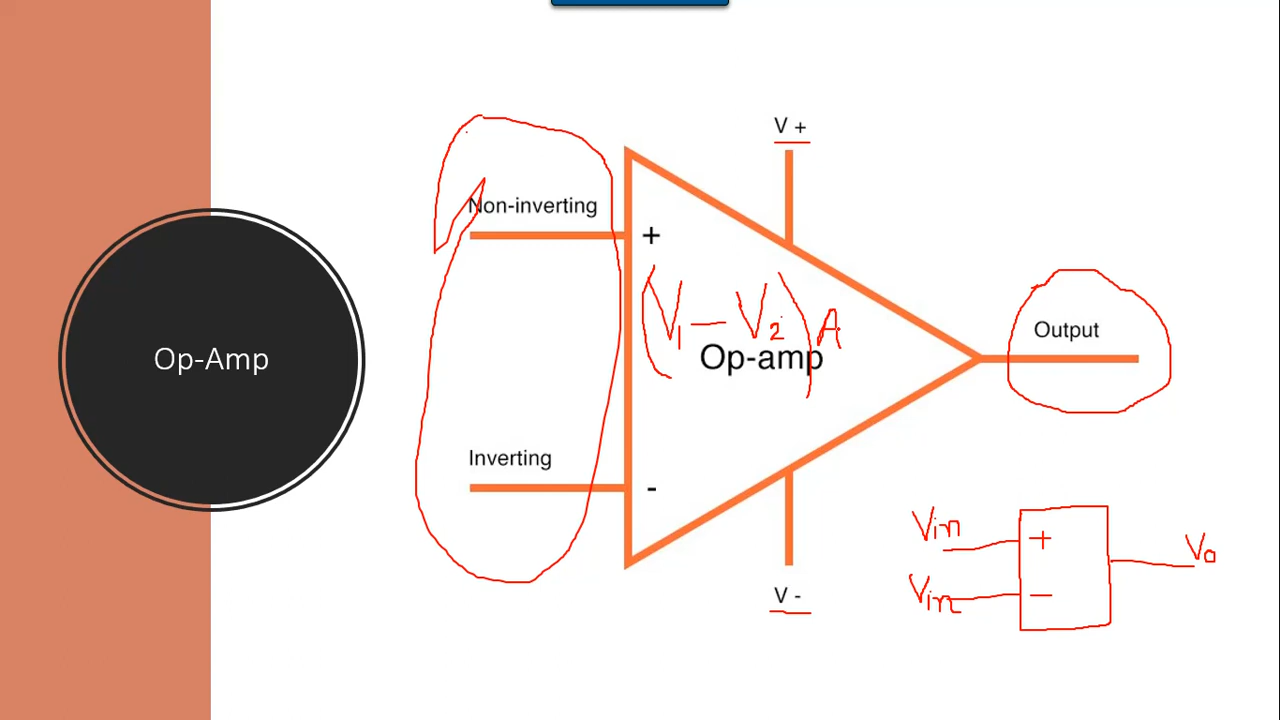 Op-Amp
V +
Non-inverting
+
(V1 - V2) A
Op-amp
Output
Inverting
-
V -
Vin
+
Vo
Vin
-